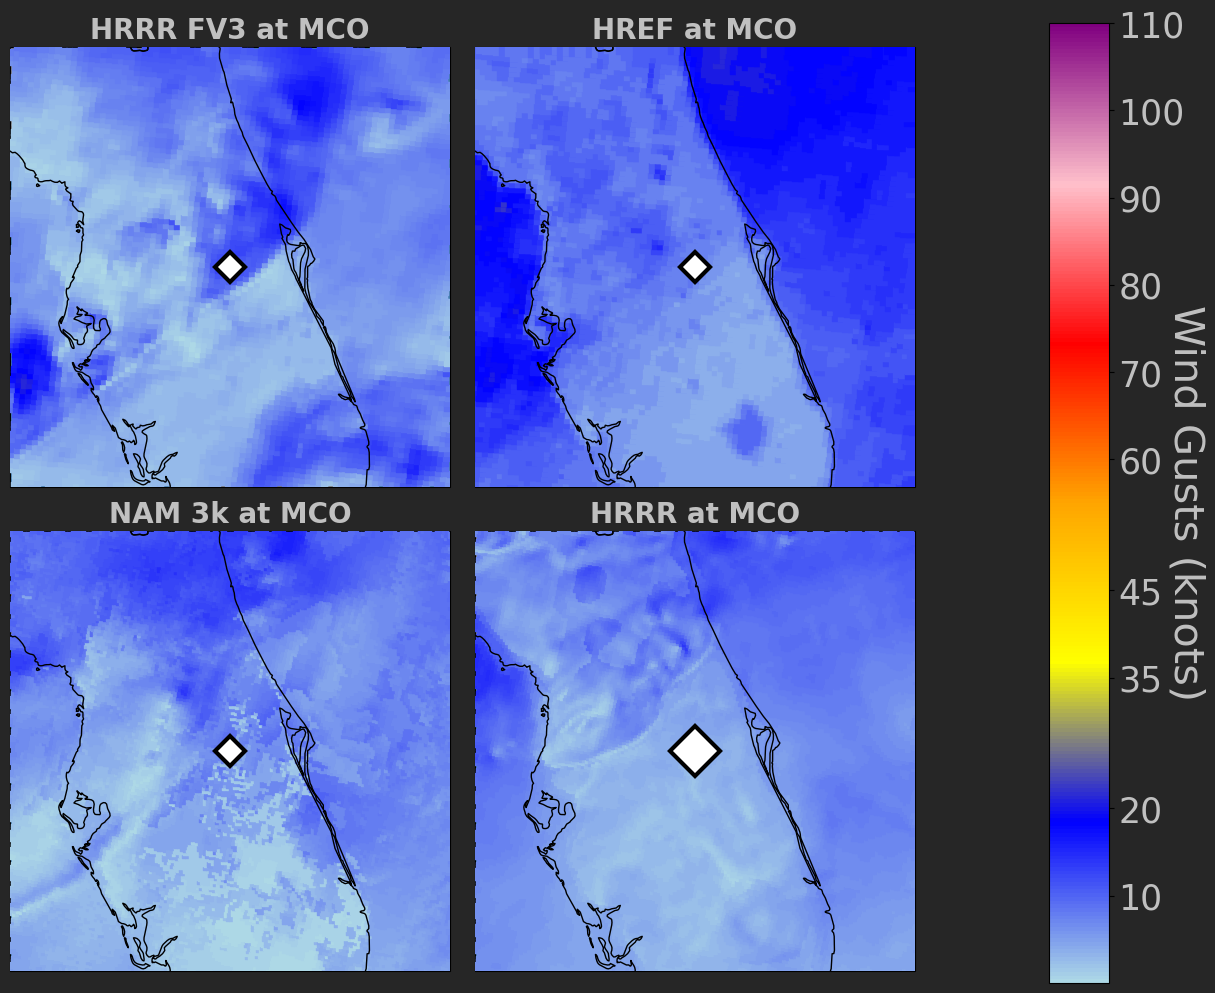 HRRR FV3 at MCO
HREF at MCO
NAM 3k at MCO
HRRR at MCO
110
100
90
80
70
60
45
35
20
10
Wind Gusts (knots)